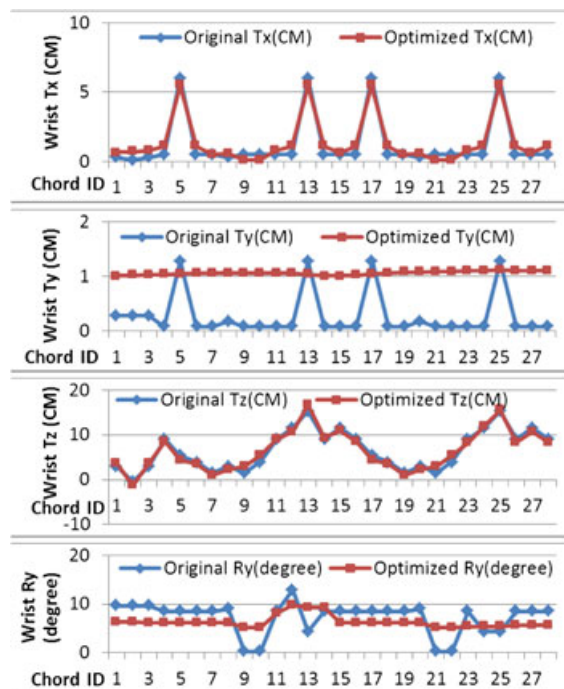 10
Original Tx(CM) Optimized Tx(CM)
5
0
Wrist Tx (CM)
Chord ID
1 3 5 7 9 11 13 15 17 19 21 23 25 27
2
Original Ty(CM) Optimized Ty(CM)
1
0
Wrist Ty (CM)
Chord ID
1 3 5 7 9 11 13 15 17 19 21 23 25 27
20
Original Tz(CM) Optimized Tz(CM)
10
0
Wrist Tz (CM)
Chord ID
1 3 5 7 9 11 13 15 17 19 21 23 25 27
-10
20
Original Ry(degree) Optimized Ry(degree)
10
0
Wrist Ry
(degree)
Chord ID
1 3 5 7 9 11 13 15 17 19 21 23 25 27